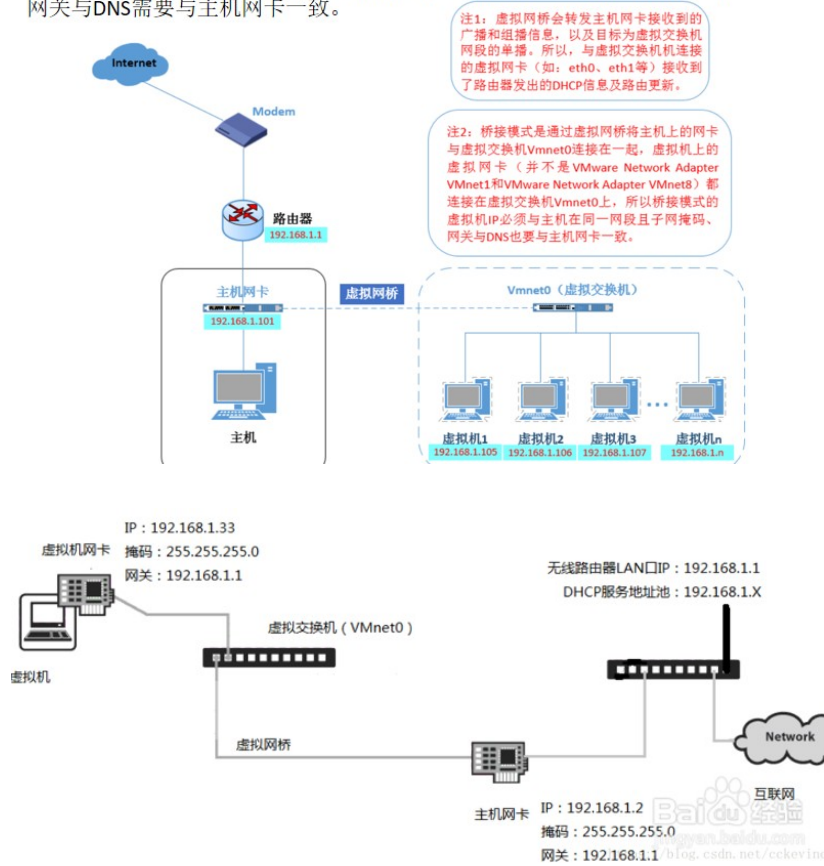 网关与DNS需要与主机网卡一致。
注1：虚拟网桥会转发主机网卡接收到的
广播和组播信息，以及目标为虚拟交换机
网段的单播。所以，与虚拟交换机机连接
的虚拟网卡（如：eth0、eth1等）接收到
了路由器发出的DHCP信息及路由更新。
Internet
Modem
注2：桥接模式是通过虚拟网桥将主机上的网卡
与虚拟交换机Vmnet0连接在一起，虚拟机上的
虚拟网卡（并不是VMware Network Adapter
VMnet1和VMware Network Adapter VMnet8）都
连接在虚拟交换机Vmnet0上，所以桥接模式的
虚拟机IP必须与主机在同一网段且子网掩码、
网关与DNS也要与主机网卡一致。
路由器
192.168.1.1
主机网卡
192.168.1.101
虚拟网桥
Vmnet0（虚拟交换机）
主机
虚拟机1
虚拟机2
虚拟机3
虚拟机n
192.168.1.105
192.168.1.106
192.168.1.107
192.168.1.n
虚拟机网卡
IP：192.168.1.33
掩码：255.255.255.0
网关：192.168.1.1
无线路由器LAN口IP：192.168.1.1
DHCP服务地址池：192.168.1.X
虚拟交换机（VMnet0）
虚拟机
虚拟网桥
Network
互联网
主机网卡
IP：192.168.1.2
掩码：255.255.255.0
网关：192.168.1.1
Baidu经验
jingyan.baidu.com
blog.csdn.net/cckevinc